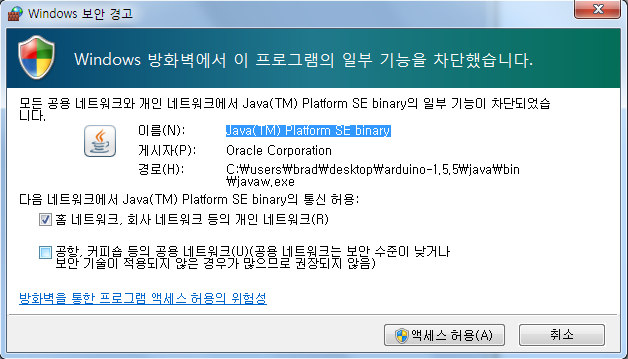 Windows 보안 경고
Windows 방화벽에서 이 프로그램의 일부 기능을 차단했습니다.
모든 공용 네트워크와 개인 네트워크에서 Java(TM) Platform SE binary의 일부 기능이 차단되었습
니다.
이름(N): Java(TM) Platform SE binary
게시자(P): Oracle Corporation
경로(H): C:₩users₩brad₩desktop₩arduino-1.5.5₩java₩bin
₩javaw.exe
다음 네트워크에서 Java(TM) Platform SE binary의 통신 허용:
홈 네트워크, 회사 네트워크 등의 개인 네트워크(R)
공항, 커피숍 등의 공용 네트워크(U)(공용 네트워크는 보안 수준이 낮거나
보안 기술이 적용되지 않은 경우가 많으므로 권장되지 않음)
방화벽을 통한 프로그램 액세스 허용의 위험성
액세스 허용(A) 취소